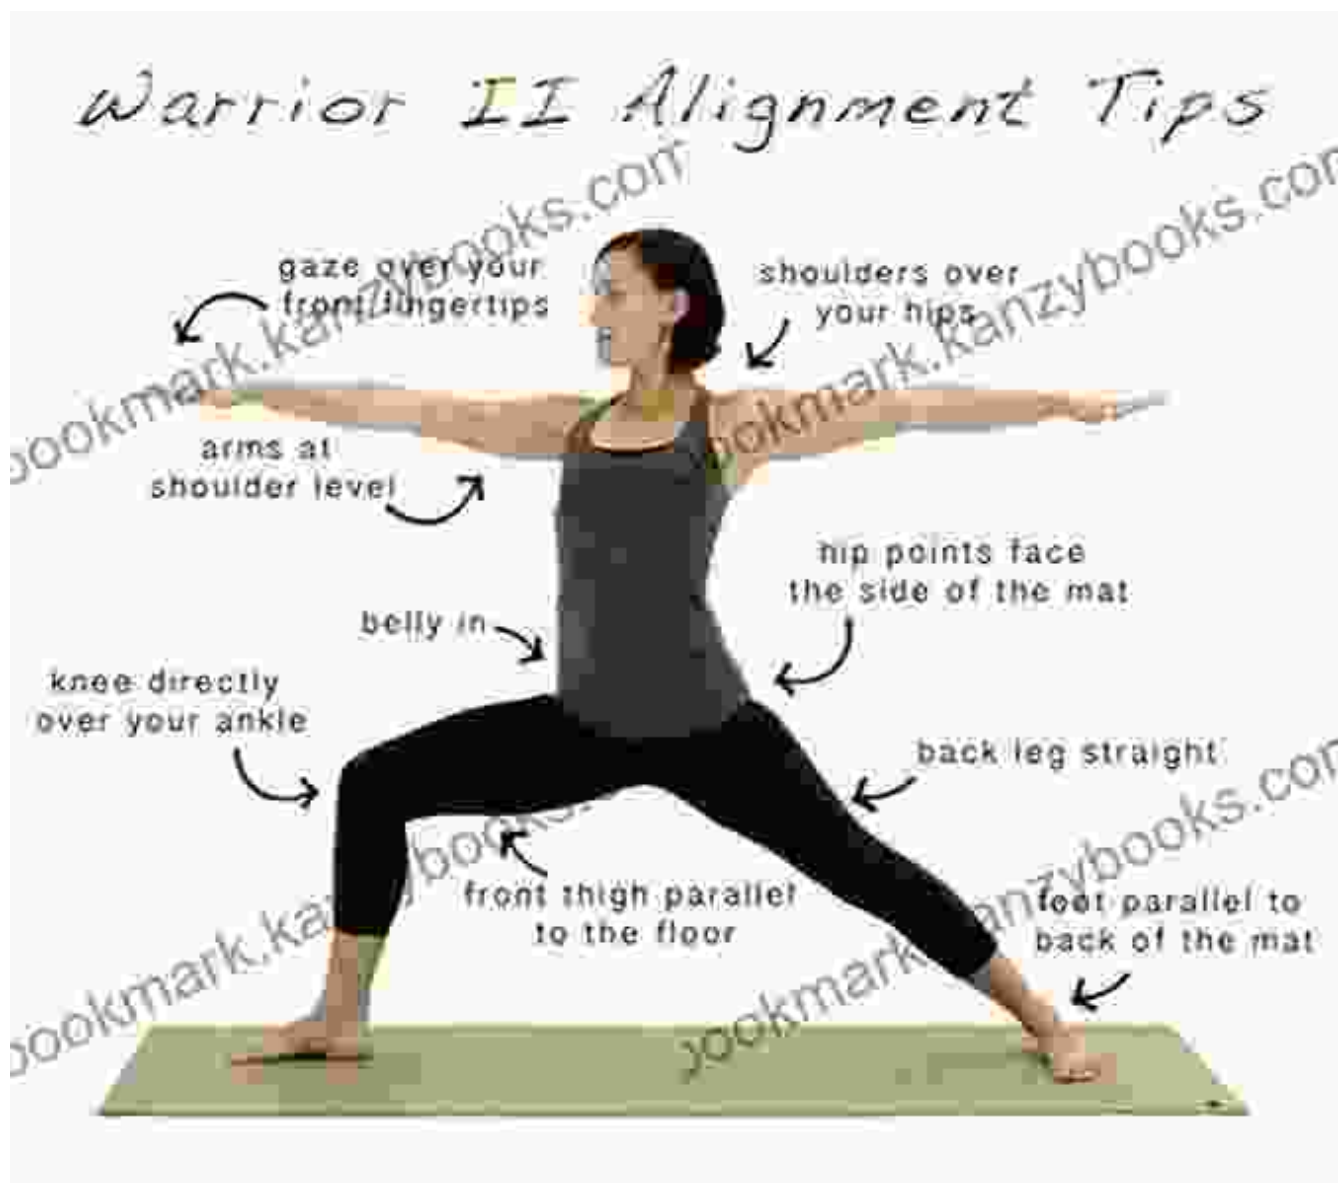 Warrior II Alignment Tips
gaze over your
front fingertips
shoulders over
your hips
arms at
shoulder level
hip points face
the side of the mat
belly in
knee directly
over your ankle
back leg straight
front thigh parallel
to the floor
foot parallel to
back of the mat
bookmark.kanzybooks.com
bookmark.kanzybooks.com
bookmark.kanzybooks.com
bookmark.kanzybooks.com